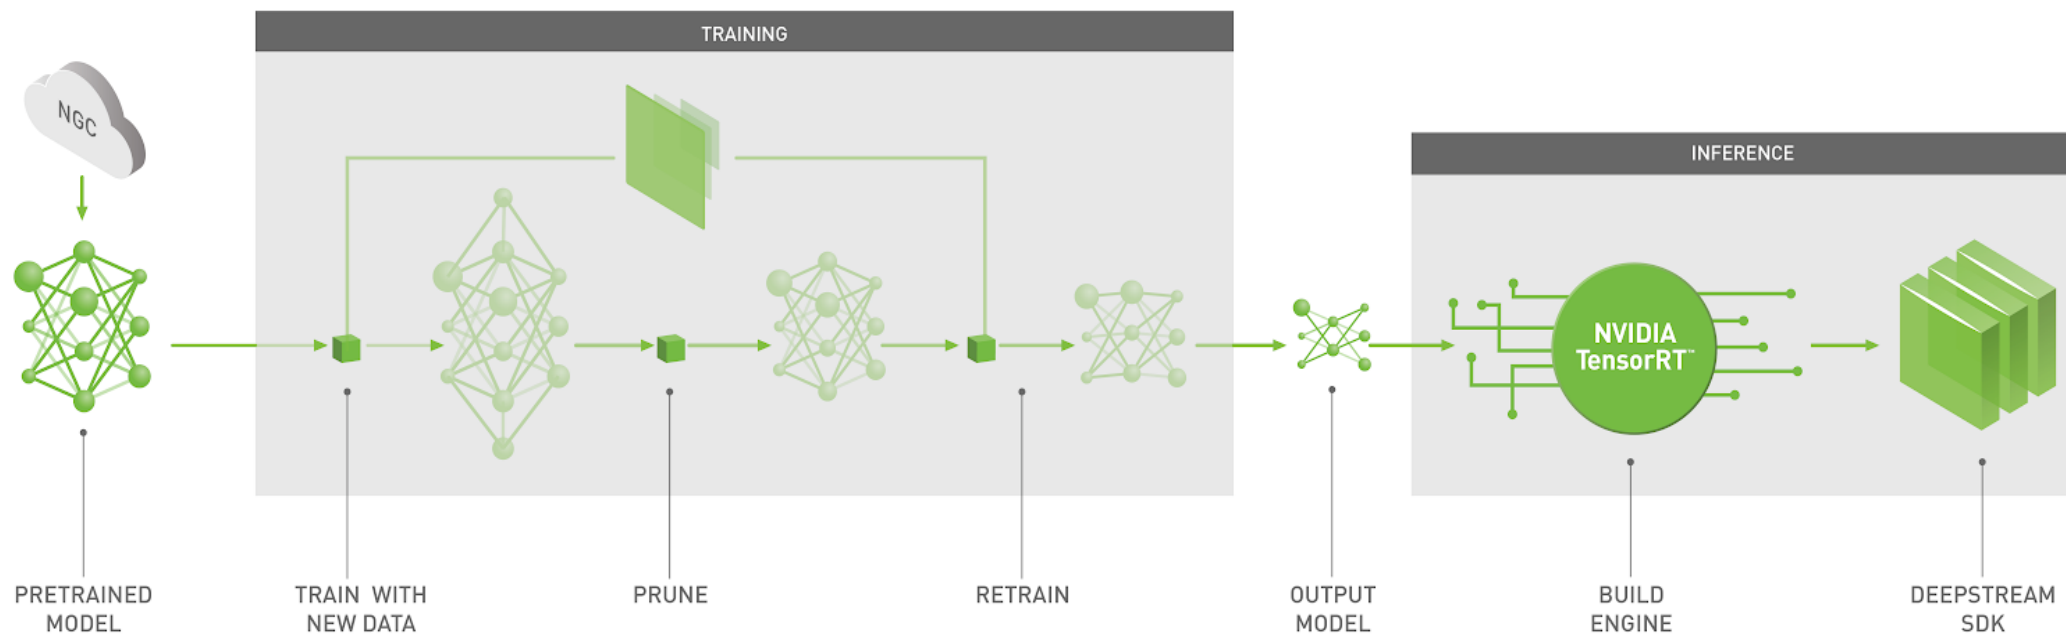 TRAINING
NGC
INFERENCE
NVIDIA
TensorRT™
PRETRAINED
MODEL
TRAIN WITH
NEW DATA
PRUNE
RETRAIN
OUTPUT
MODEL
BUILD
ENGINE
DEEPSTREAM
SDK